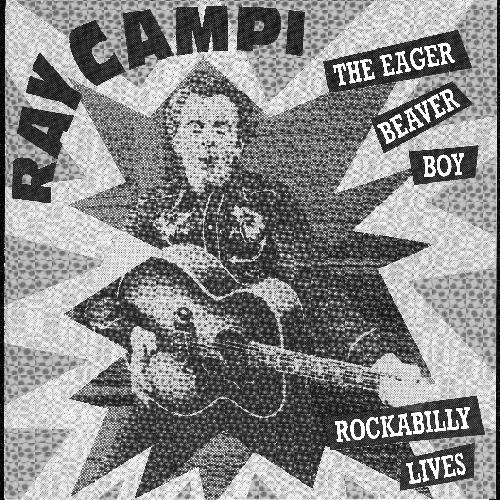 RAY CAMPI
THE EAGER
BEAVER
BOY
ROCKABILLY
LIVES